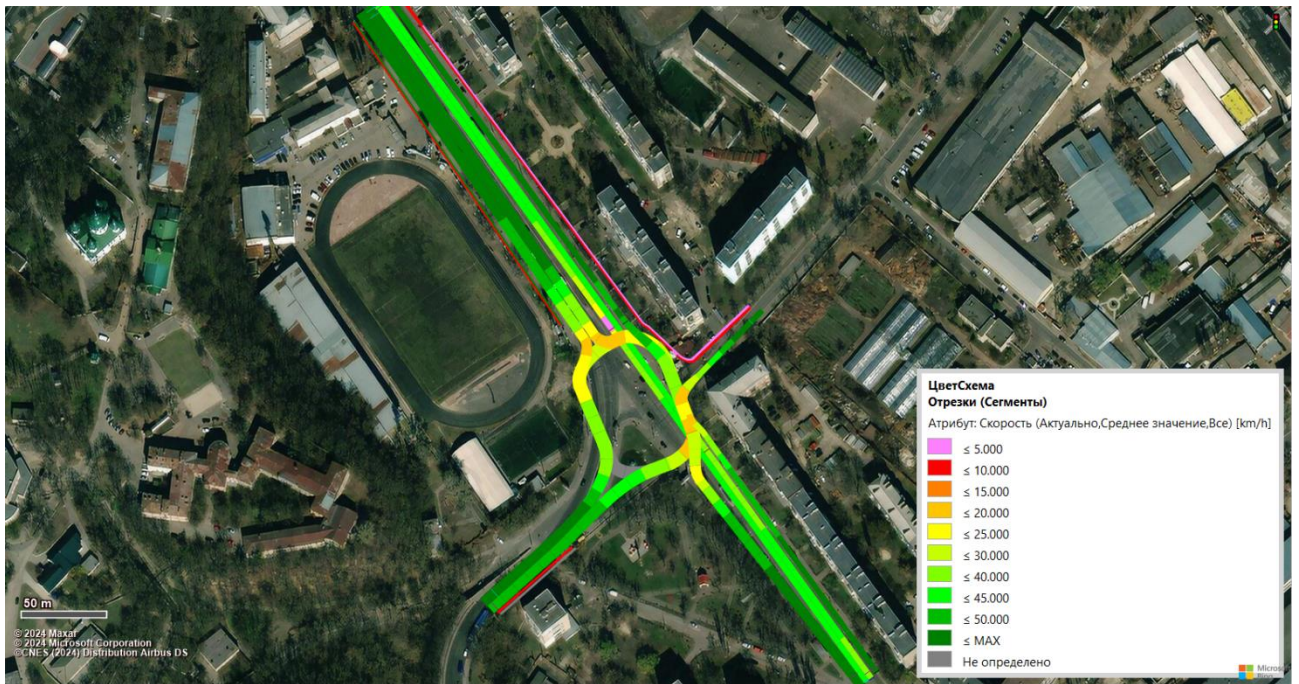 ЦветСхема
Отрезки (Сегменты)
Атрибут: Скорость (Актуально,Среднее значение,Все) [km/h]
≤ 5.000
≤ 10.000
≤ 15.000
≤ 20.000
≤ 25.000
≤ 30.000
≤ 40.000
≤ 45.000
≤ 50.000
≤ MAX
Не определено
50 m
© 2024 Maxar
© 2024 Microsoft Corporation
©CNES (2024) Distribution Airbus DS